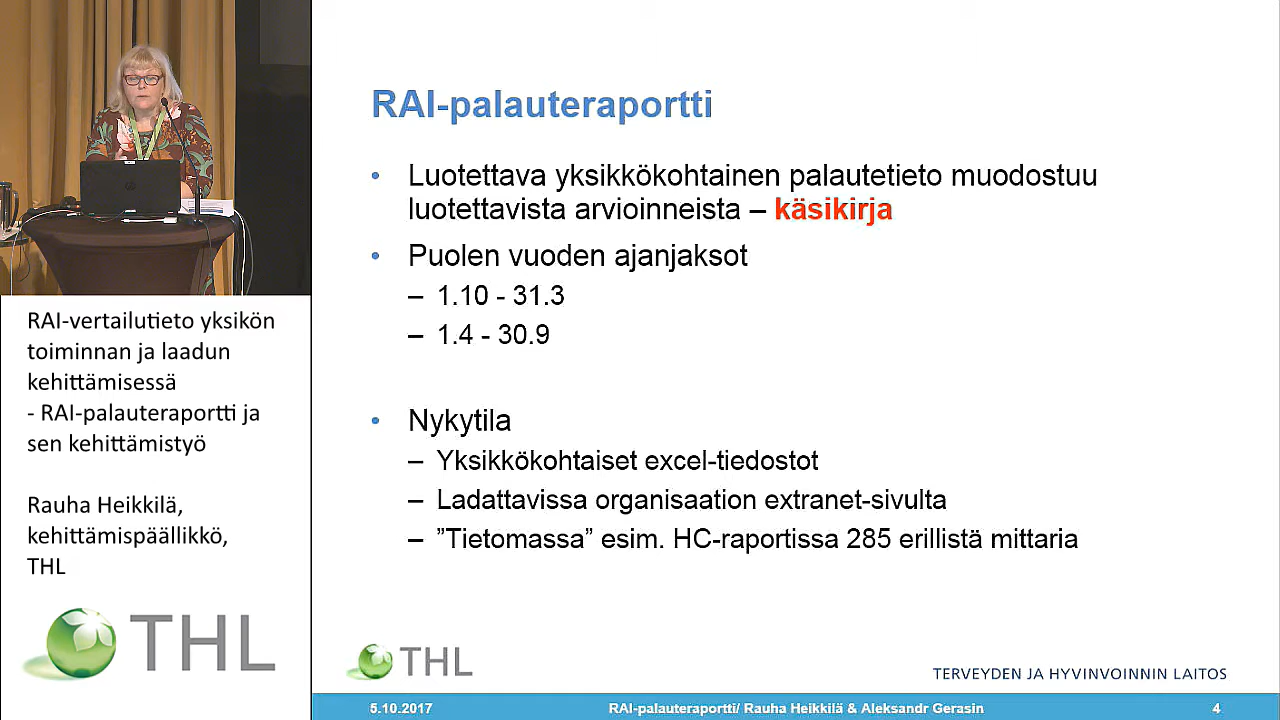 RAI-vertailutieto yksikön
toiminnan ja laadun
kehittämisessä
- RAI-palauteraportti ja
sen kehittämistyö
Rauha Heikkilä,
kehittämispäällikkö,
THL
THL
RAI-palauteraportti
• Luotettava yksikkökohtainen palautetieto muodostuu
luotettavista arvioinneista – käsikirja
• Puolen vuoden ajanjaksot
– 1.10 - 31.3
– 1.4 - 30.9
• Nykytila
– Yksikkökohtaiset excel-tiedostot
– Ladattavissa organisaation extranet-sivulta
– ”Tietomassa” esim. HC-raportissa 285 erillistä mittaria
THL
TERVEYDEN JA HYVINVOINNIN LAITOS
5.10.2017
RAI-palauteraportti/ Rauha Heikkilä & Aleksandr Gerasin
4